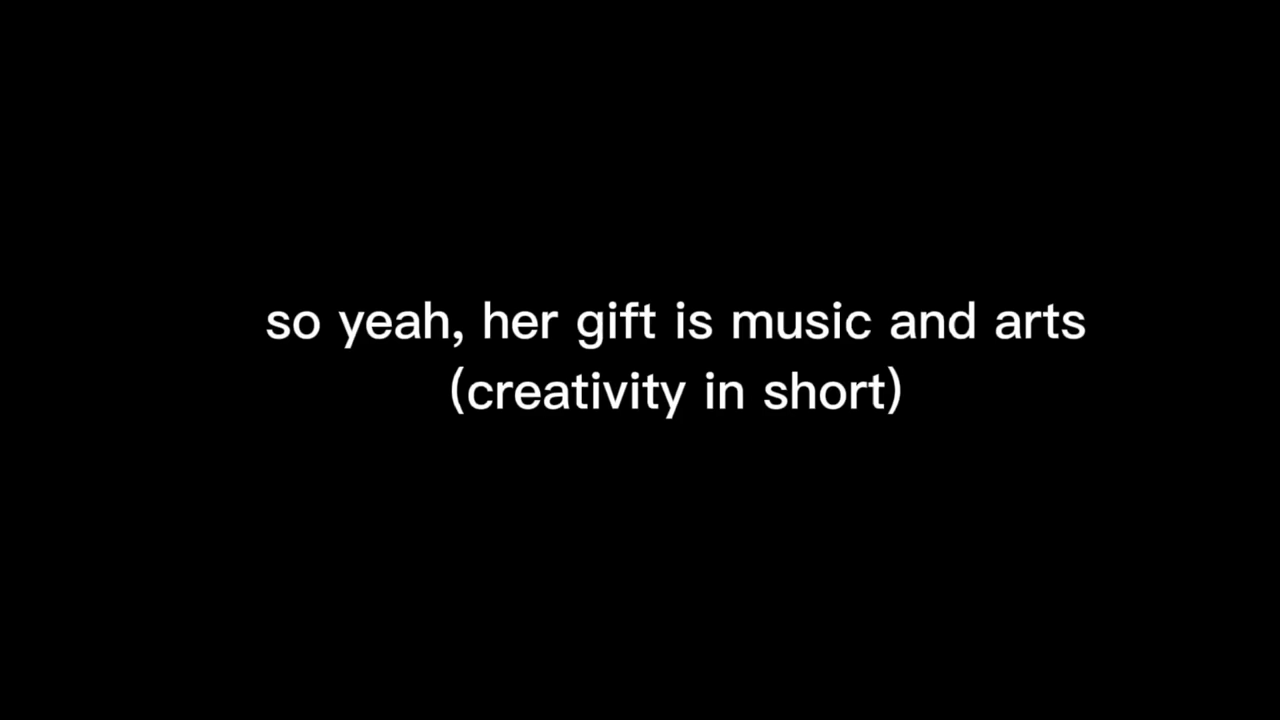 so yeah, her gift is music and arts
(creativity in short)